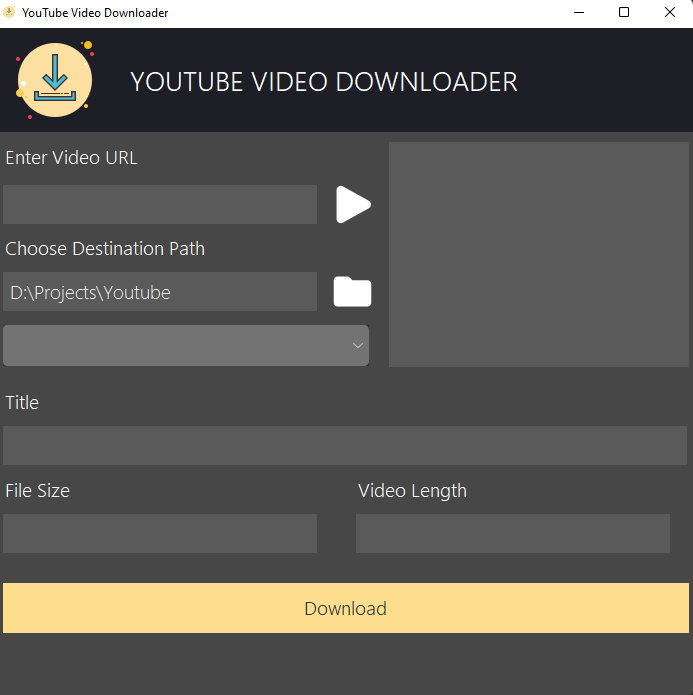 YouTube Video Downloader
YOUTUBE VIDEO DOWNLOADER
Enter Video URL
Choose Destination Path
D:\Projects\Youtube
Title
File Size
Video Length
Download